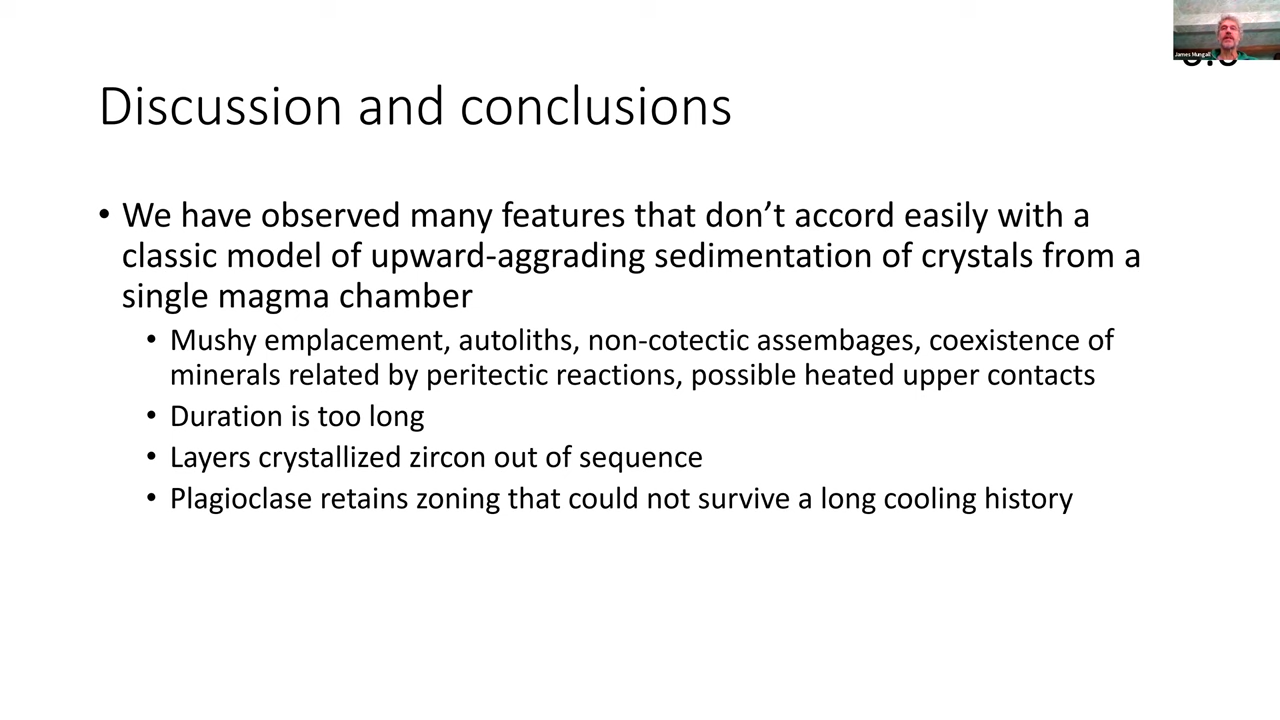 James Mungall
Discussion and conclusions
• We have observed many features that don’t accord easily with a
classic model of upward-aggrading sedimentation of crystals from a
single magma chamber
• Mushy emplacement, autoliths, non-cotectic assembages, coexistence of
minerals related by peritectic reactions, possible heated upper contacts
• Duration is too long
• Layers crystallized zircon out of sequence
• Plagioclase retains zoning that could not survive a long cooling history